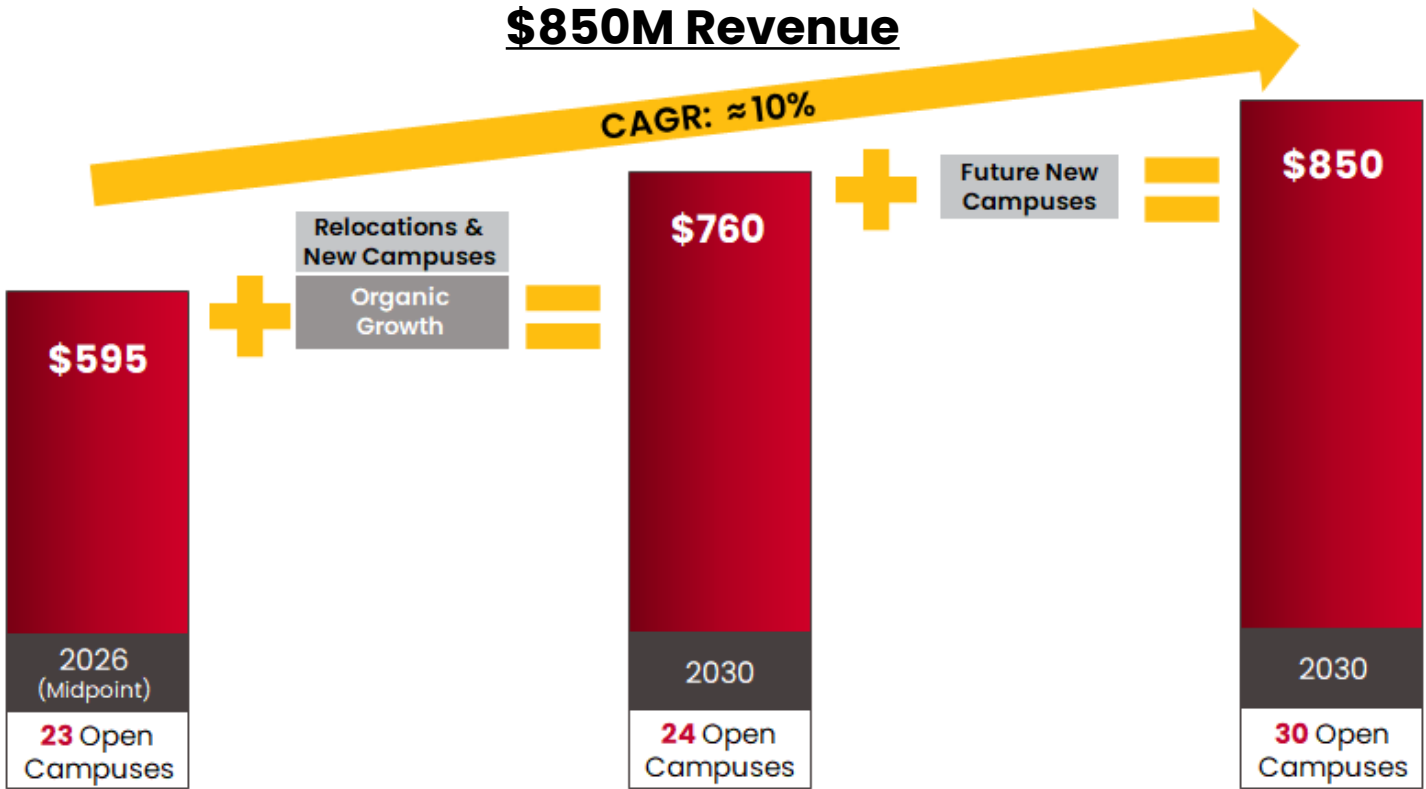 $850M Revenue
CAGR: ≈10%
$595
2026
(Midpoint)
23 Open
Campuses
Relocations &
New Campuses
Organic
Growth
$760
2030
24 Open
Campuses
Future New
Campuses
$850
2030
30 Open
Campuses